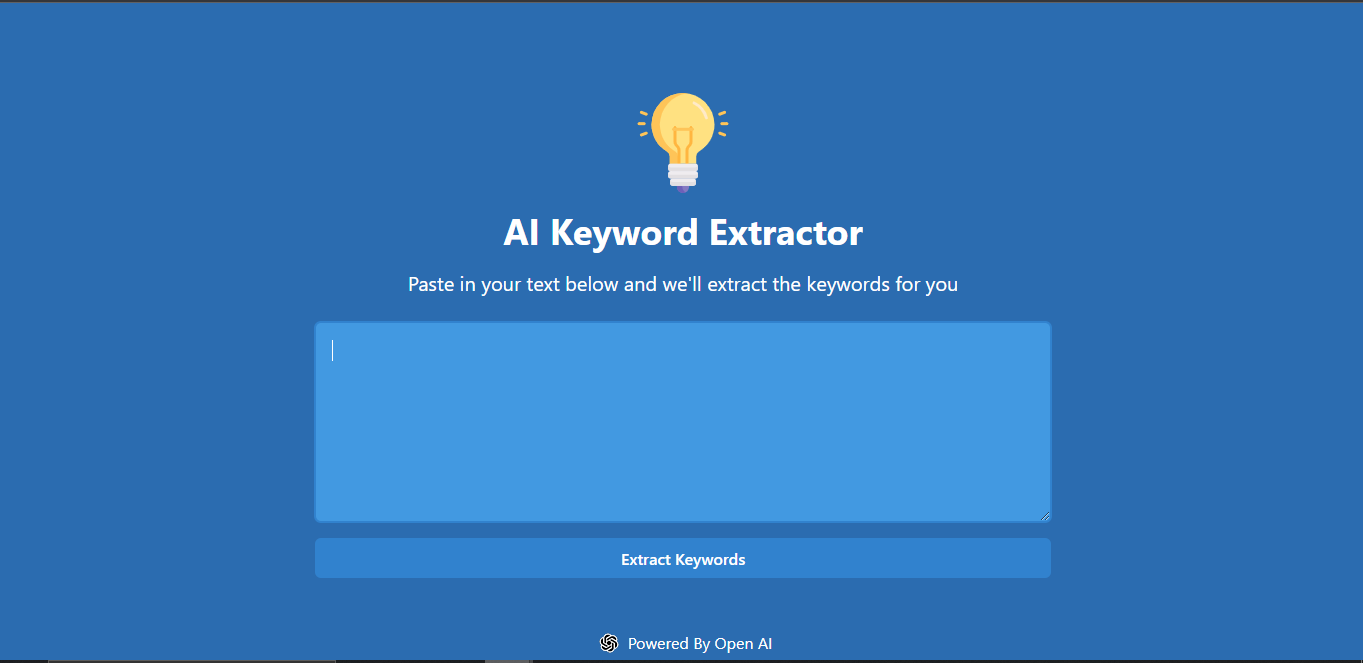 AI Keyword Extractor
Paste in your text below and we'll extract the keywords for you
Extract Keywords
Powered By Open AI